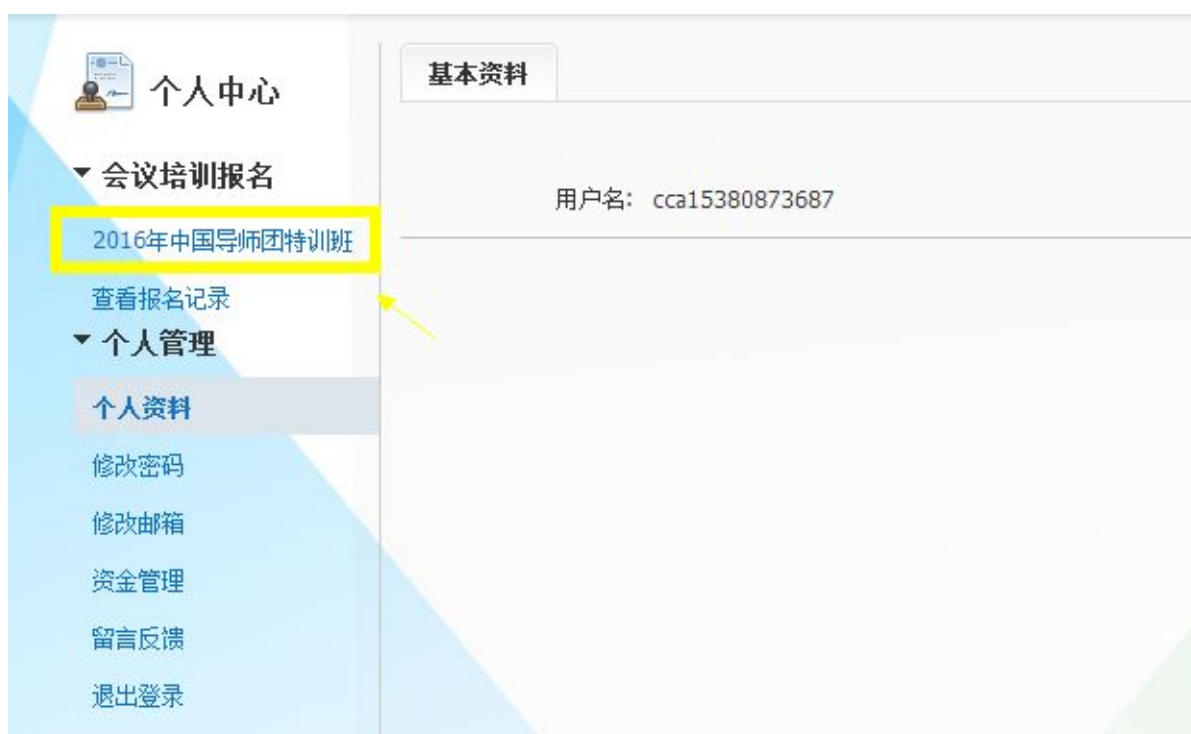 个人中心
会议培训报名
2016年中国导师团特训班
查看报名记录
个人管理
个人资料
修改密码
修改邮箱
资金管理
留言反馈
退出登录
基本资料
用户名: cca15380873687